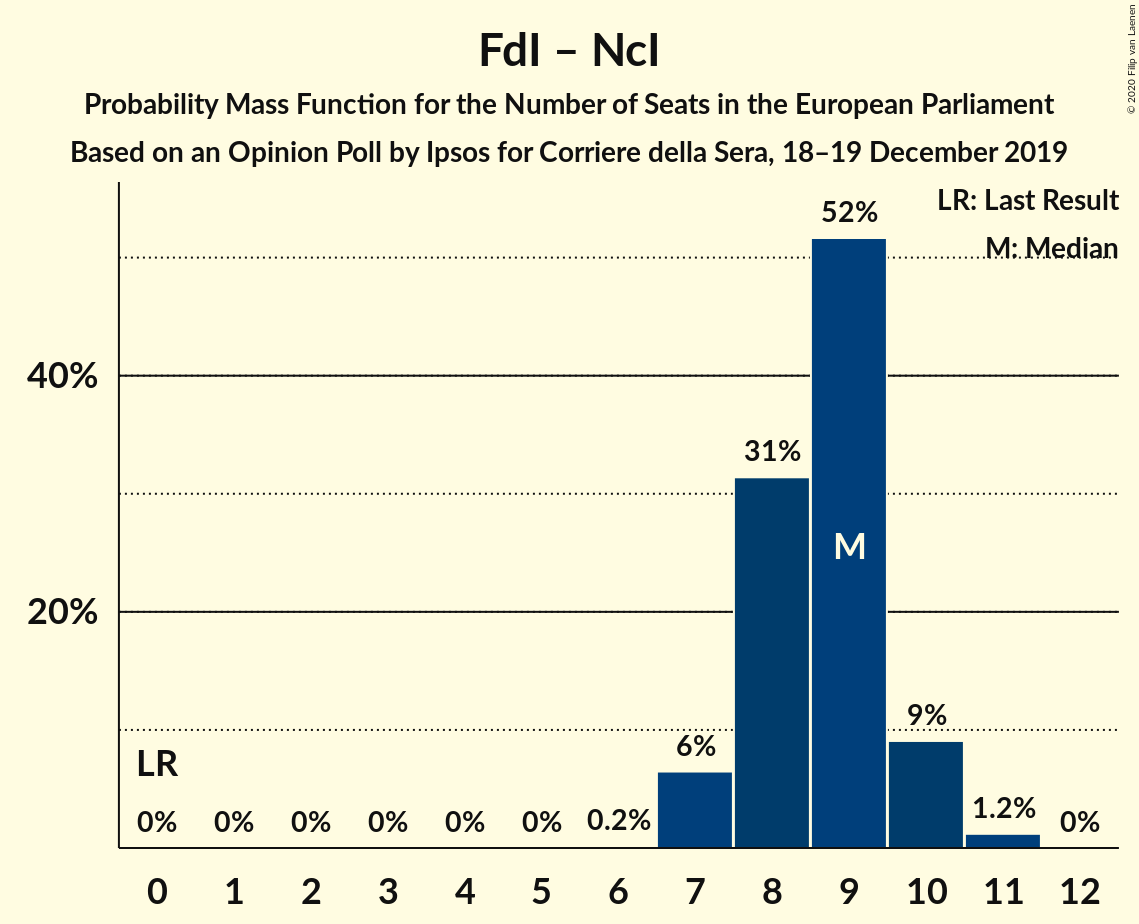 FdI – NcI
Probability Mass Function for the Number of Seats in the European Parliament
Based on an Opinion Poll by Ipsos for Corriere della Sera, 18–19 December 2019
© 2020 Filip van Laenen
LR: Last Result
M: Median
52%
40%
31%
M
20%
9%
6%
LR
0% 0% 0% 0% 0% 0% 0.2% 1.2% 0%
0 1 2 3 4 5 6 7 8 9 10 11 12